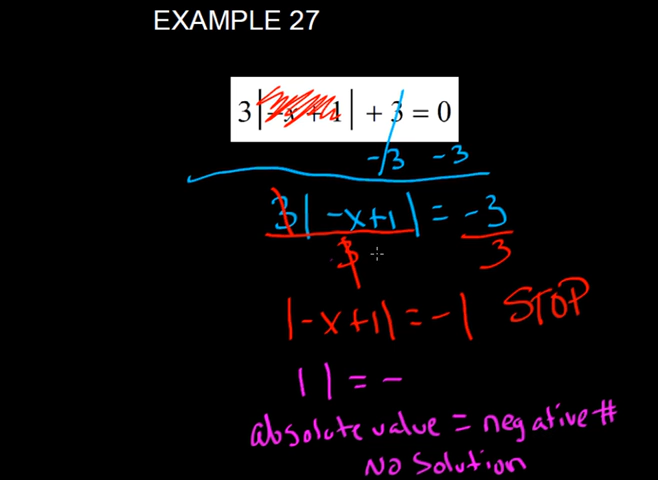 EXAMPLE 27
3|-x + 1| + 3 = 0
-3 -3
3|-x+1| = -3
3 3
|-x+1| = -1 STOP
| | = -
absolute value = negative #
NO Solution